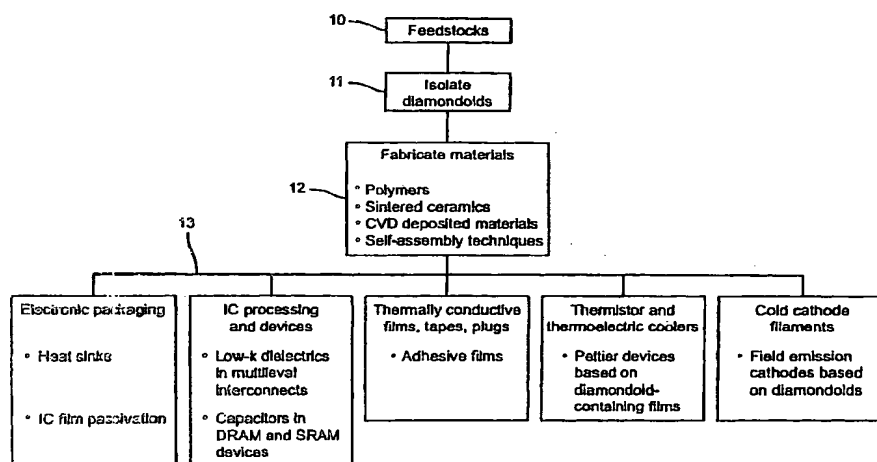 10
Feedstocks
11
Isolate
diamondoids
Fabricate materials
12
° Polymers
° Sintered ceramics
° CVD deposited materials
° Self-assembly techniques
13
Electronic packaging
° Heat sinks
° IC film passivation
IC processing
and devices
° Low-k dielectrics
in multilevel
interconnects
° Capacitors in
DRAM and SRAM
devices
Thermally conductive
films, tapes, plugs
° Adhesive films
Thermistor and
thermoelectric coolers
° Peltier devices
based on
diamondoid-
containing films
Cold cathode
filaments
° Field emission
cathodes based
on diamondoids